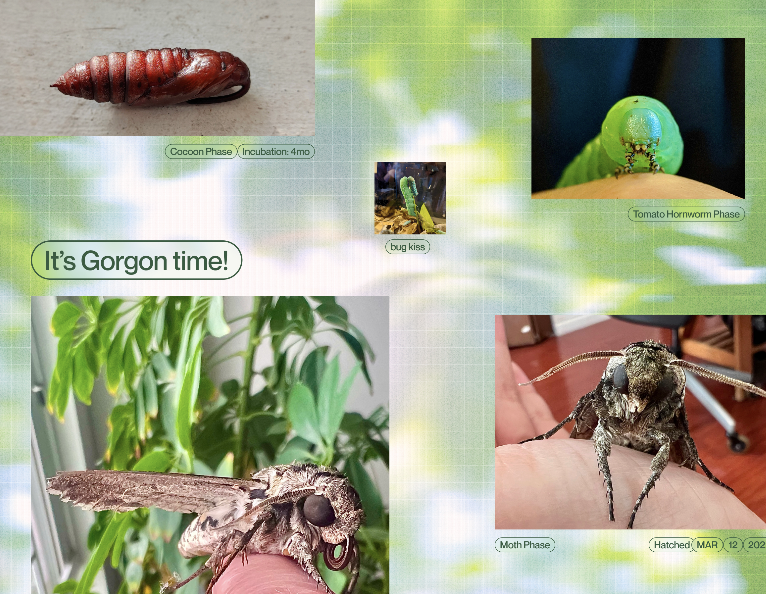 Cocoon Phase Incubation: 4mo
Tomato Hornworm Phase
bug kiss
It's Gorgon time!
Moth Phase
Hatched MAR 12